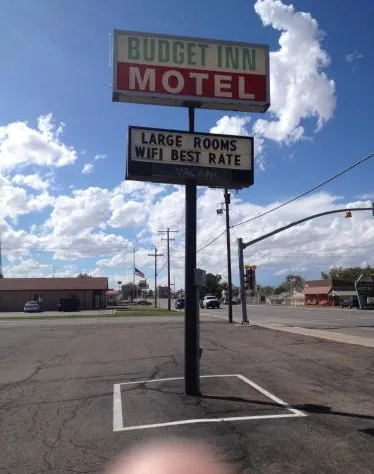 BUDGET INN
MOTEL
LARGE ROOMS
WIFI BEST RATE
VACANCY